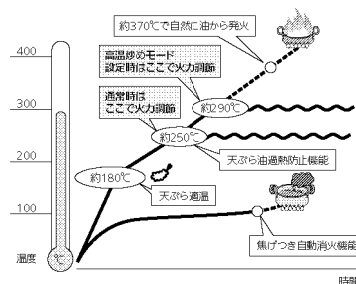 約370℃で自然に油から発火
400
高温炒めモード
設定時はここで火力調節
300
通常時は
ここで火力調節
約290℃
約250℃
200
天ぷら油過熱防止機能
約180℃
天ぷら適温
100
焦げつき自動消火機能
温度
℃
時間